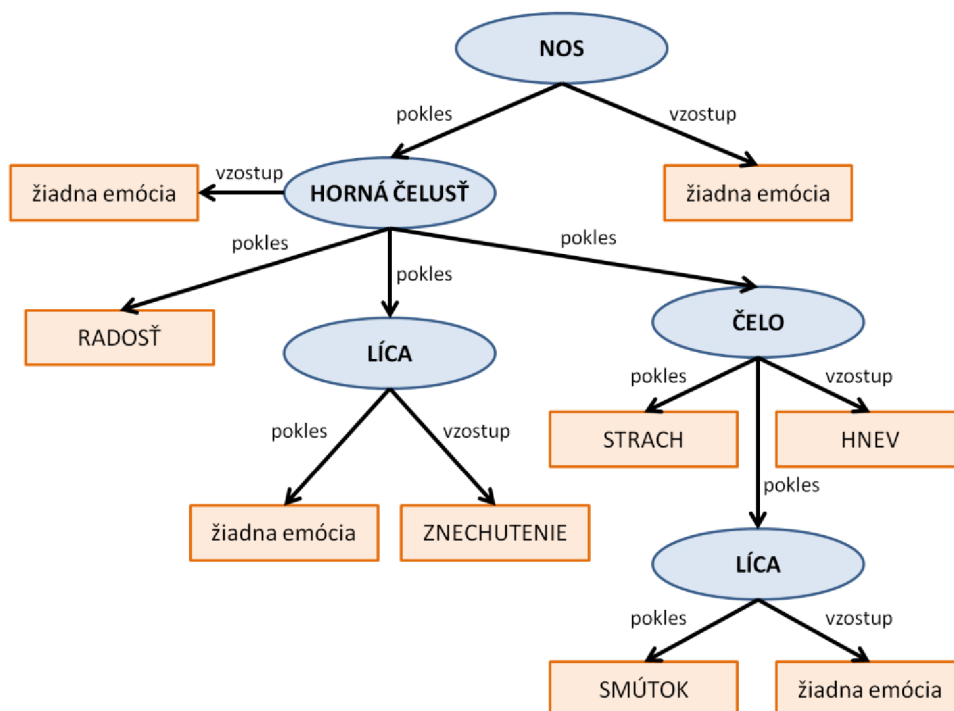 NOS
pokles
vzostup
žiadna emócia
vzostup
HORNÁ ČELUSŤ
žiadna emócia
pokles
pokles
pokles
RADOSŤ
LÍCA
ČELO
pokles
vzostup
pokles
vzostup
STRACH
HNEV
žiadna emócia
ZNECHUTENIE
pokles
LÍCA
pokles
vzostup
SMÚTOK
žiadna emócia